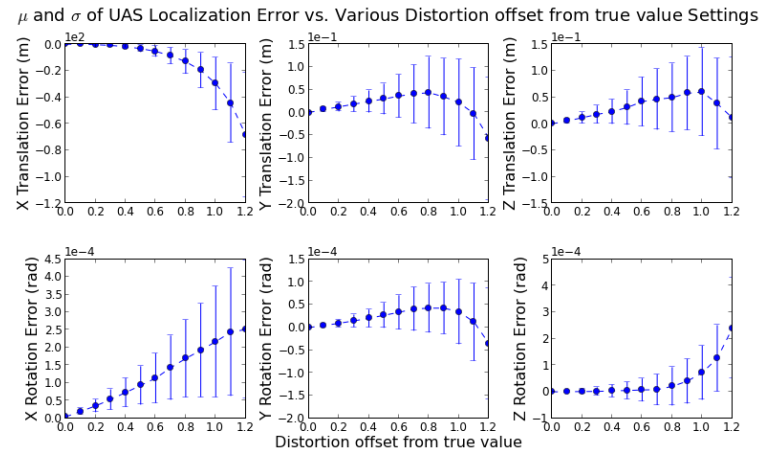 μ and σ of UAS Localization Error vs. Various Distortion offset from true value Settings
1e2
X Translation Error (m)
0.0
−0.2
−0.4
−0.6
−0.8
−1.0
−1.2
0.0 0.2 0.4 0.6 0.8 1.0 1.2
1e−1
Y Translation Error (m)
1.5
1.0
0.5
0.0
−0.5
−1.0
−1.5
−2.0
0.0 0.2 0.4 0.6 0.8 1.0 1.2
1e−1
Z Translation Error (m)
1.5
1.0
0.5
0.0
−0.5
−1.0
−1.5
0.0 0.2 0.4 0.6 0.8 1.0 1.2
1e−4
X Rotation Error (rad)
4.5
4.0
3.5
3.0
2.5
2.0
1.5
1.0
0.5
0.0
0.0 0.2 0.4 0.6 0.8 1.0 1.2
1e−4
Y Rotation Error (rad)
1.5
1.0
0.5
0.0
−0.5
−1.0
−1.5
−2.0
0.0 0.2 0.4 0.6 0.8 1.0 1.2
1e−4
Z Rotation Error (rad)
5
4
3
2
1
0
−1
0.0 0.2 0.4 0.6 0.8 1.0 1.2
Distortion offset from true value